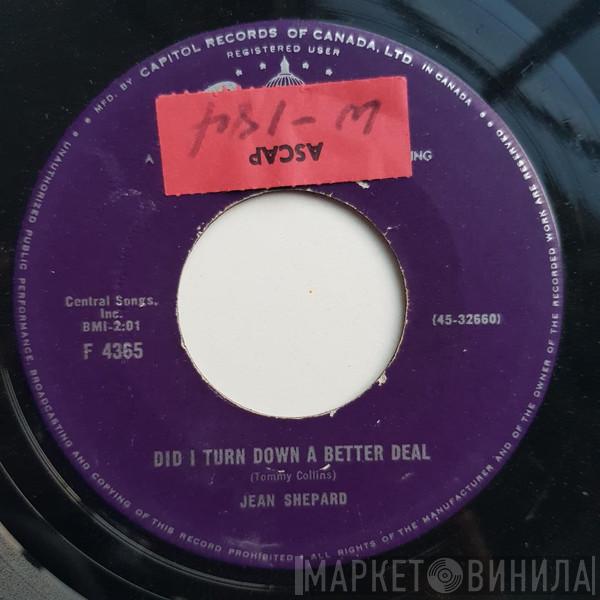 MFD. BY CAPITOL RECORDS OF CANADA, LTD. IN CANADA.
REGISTERED USER
ASCAP
A
ING
Central Songs,
Inc.
BMI-2:01
F 4365
(45-32660)
DID I TURN DOWN A BETTER DEAL
(Tommy Collins)
JEAN SHEPARD
UNAUTHORIZED PUBLIC PERFORMANCE, BROADCASTING AND COPYING OF THIS RECORD PROHIBITED - ALL RIGHTS OF THE MANUFACTURER AND OF THE OWNER OF THE RECORDED WORK ARE RESERVED
МАРКЕТ ВИНИЛА